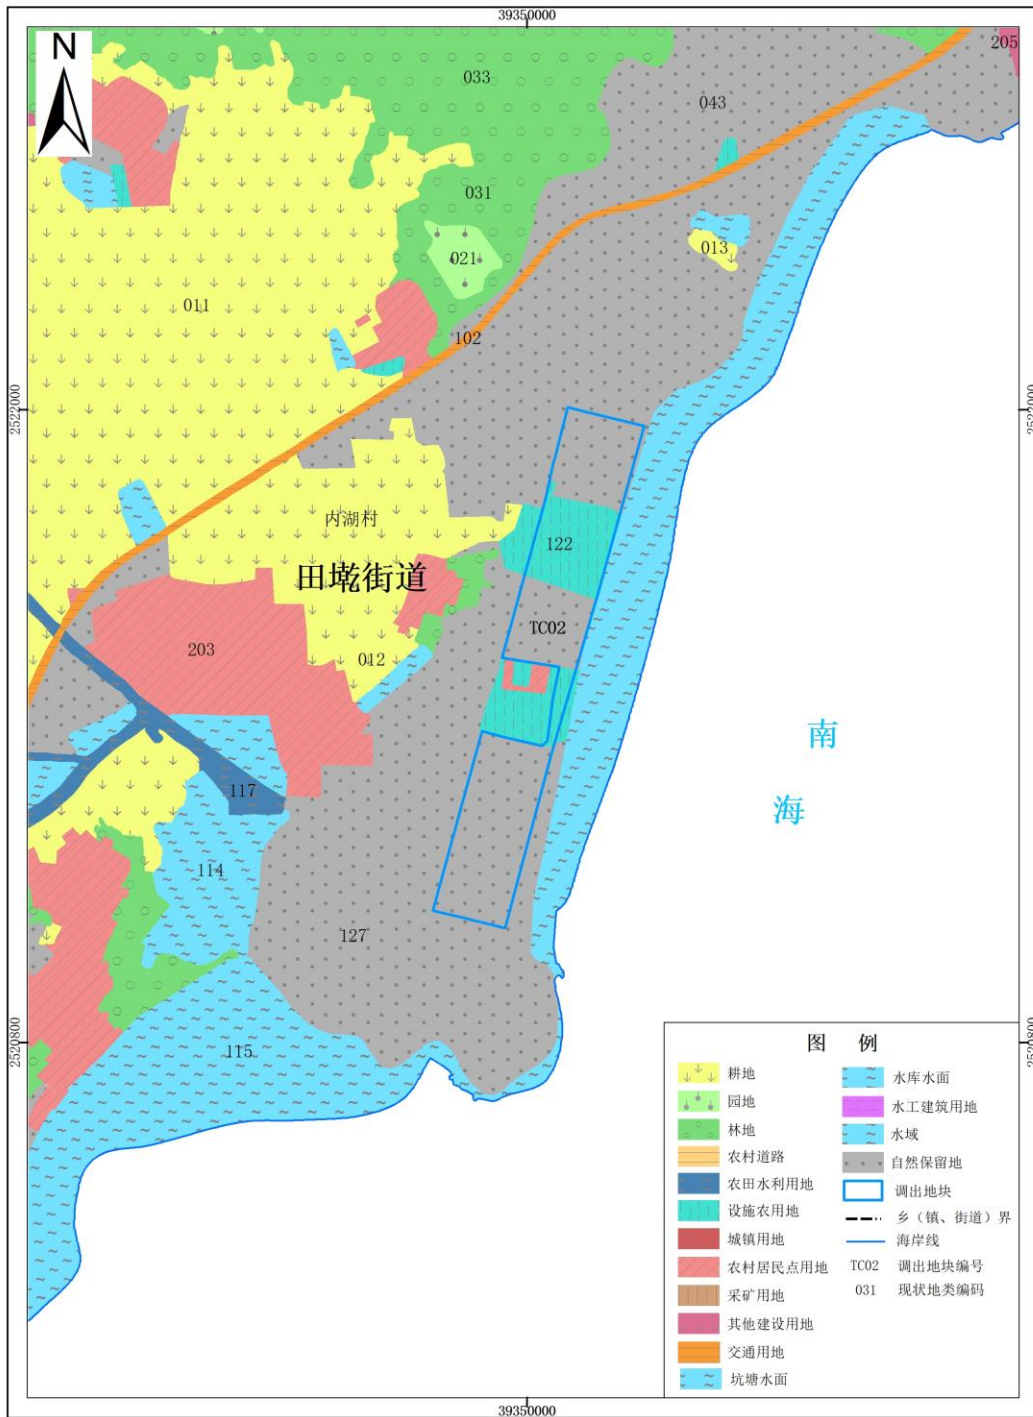 39350000
N
205
033
043
031
013
021
011
102
2522000
2522000
内湖村
122
田墘街道
TC02
203
012
南
海
117
114
127
2520800
2520800
115
图 例
耕地
园地
林地
农村道路
农田水利用地
设施农用地
城镇用地
农村居民点用地
采矿用地
其他建设用地
交通用地
坑塘水面
水库水面
水工建筑用地
水域
自然保留地
调出地块
乡（镇、街道）界
海岸线
TC02 调出地块编号
031 现状地类编码
39350000